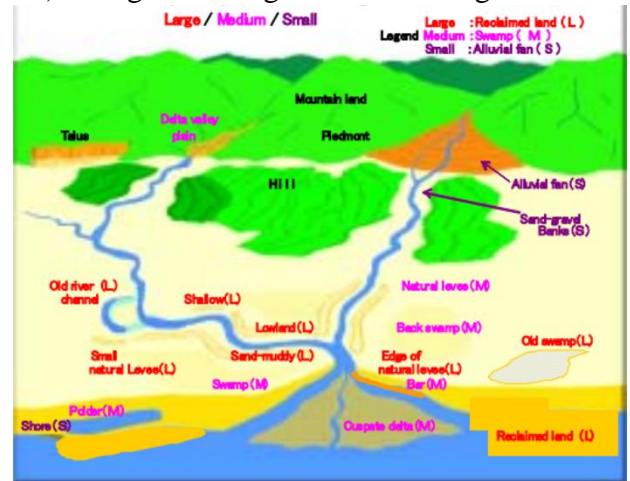 Large / Medium / Small
Large :Reclaimed land (L)
Legend Medium :Swamp ( M )
Small :Alluvial fan ( S )
Mountain land
Delta valley
plain
Talus
Piedmont
Hill
Alluvial fan(S)
Sand-gravel
Banks(S)
Old river (L)
channel
Shallow(L)
Natural levee(M)
Lowland(L)
Back swamp(M)
Old swamp(L)
Small
natural Levee(L)
Sand-muddy(L)
Edge of
natural levee(L)
Swamp(M)
Bar(M)
Polder(M)
Shore(S)
Cuspate delta(M)
Reclaimed land (L)